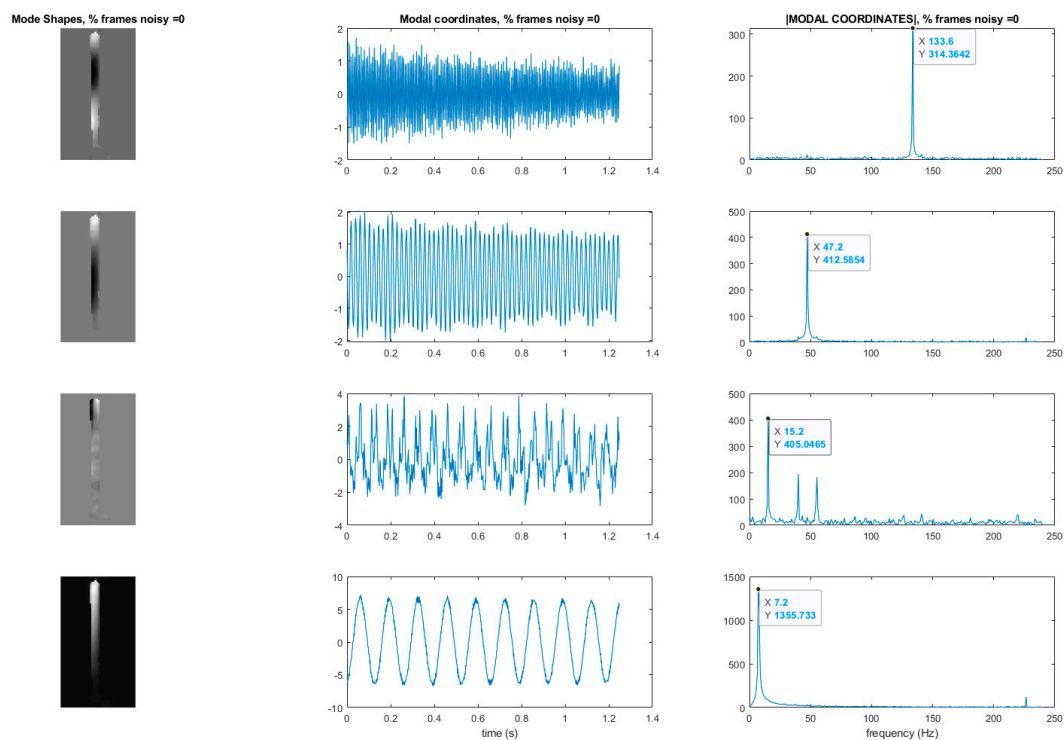 Mode Shapes, % frames noisy =0
Modal coordinates, % frames noisy =0
|MODAL COORDINATES|, % frames noisy =0
2
1
0
-1
-2
0 0.2 0.4 0.6 0.8 1 1.2 1.4
300
200
100
0
0 50 100 150 200 250
X 133.6
Y 314.3642
2
1
0
-1
-2
0 0.2 0.4 0.6 0.8 1 1.2 1.4
500
400
300
200
100
0
0 50 100 150 200 250
X 47.2
Y 412.5854
4
2
0
-2
-4
0 0.2 0.4 0.6 0.8 1 1.2 1.4
500
400
300
200
100
0
0 50 100 150 200 250
X 15.2
Y 405.0465
10
5
0
-5
-10
0 0.2 0.4 0.6 0.8 1 1.2 1.4
time (s)
1500
1000
500
0
0 50 100 150 200 250
frequency (Hz)
X 7.2
Y 1355.733